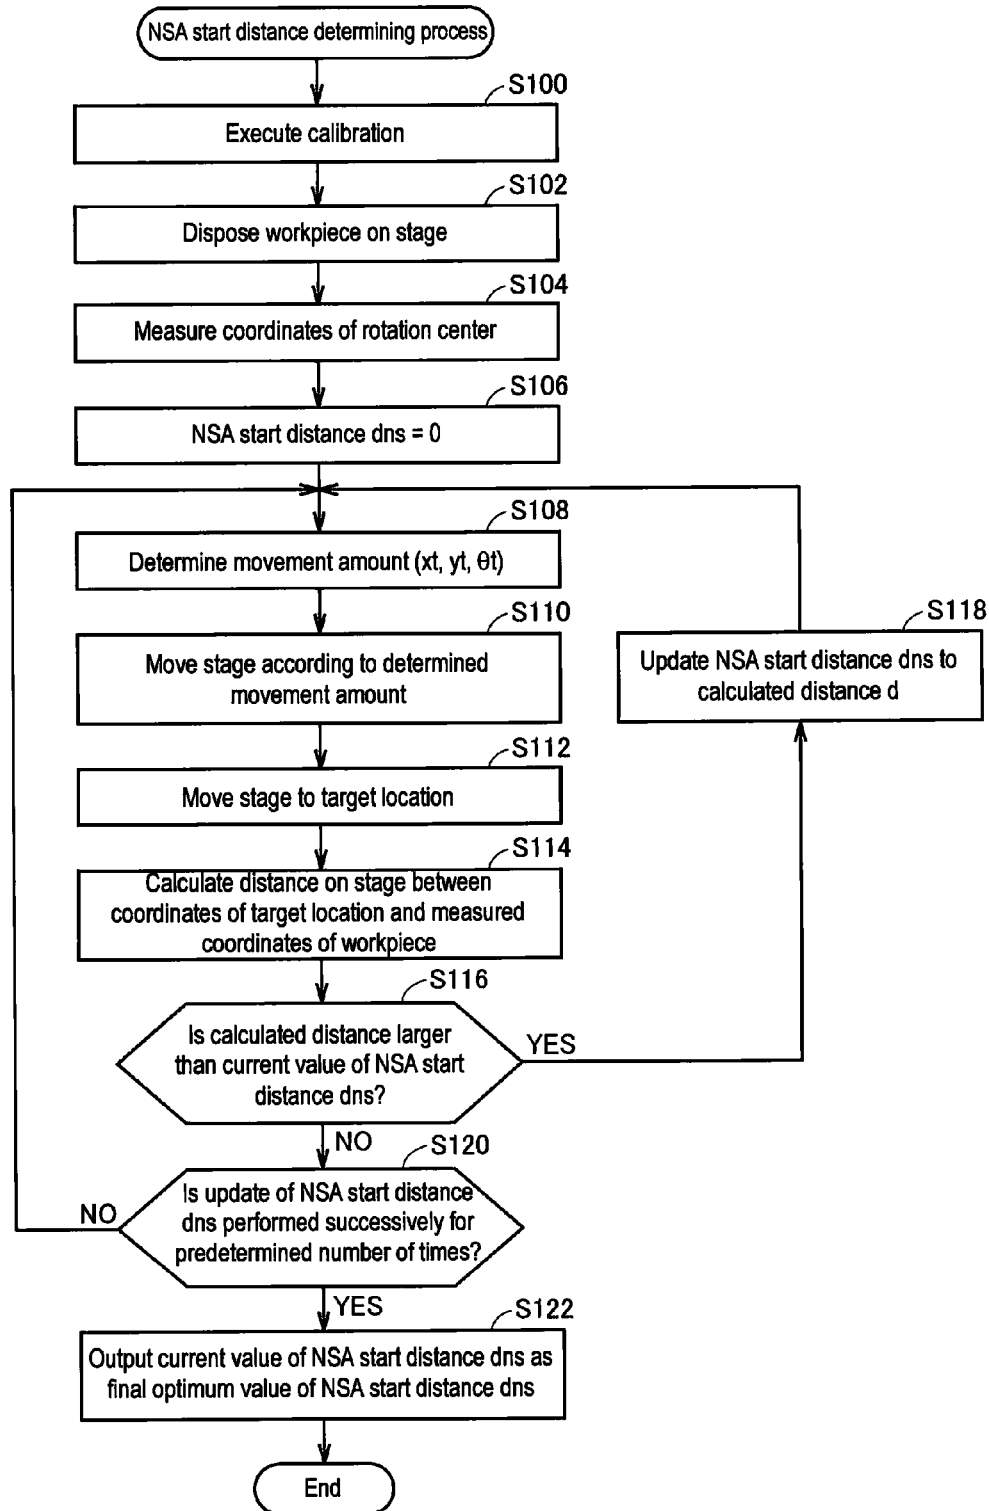 NSA start distance determining process
S100
Execute calibration
S102
Dispose workpiece on stage
S104
Measure coordinates of rotation center
S106
NSA start distance dns = 0
S108
Determine movement amount (xt, yt, θt)
S110
Move stage according to determined
movement amount
S118
Update NSA start distance dns to
calculated distance d
S112
Move stage to target location
S114
Calculate distance on stage between
coordinates of target location and measured
coordinates of workpiece
S116
Is calculated distance larger
than current value of NSA start
distance dns?
YES
NO
S120
Is update of NSA start distance
dns performed successively for
predetermined number of times?
NO
YES
S122
Output current value of NSA start distance dns as
final optimum value of NSA start distance dns
End